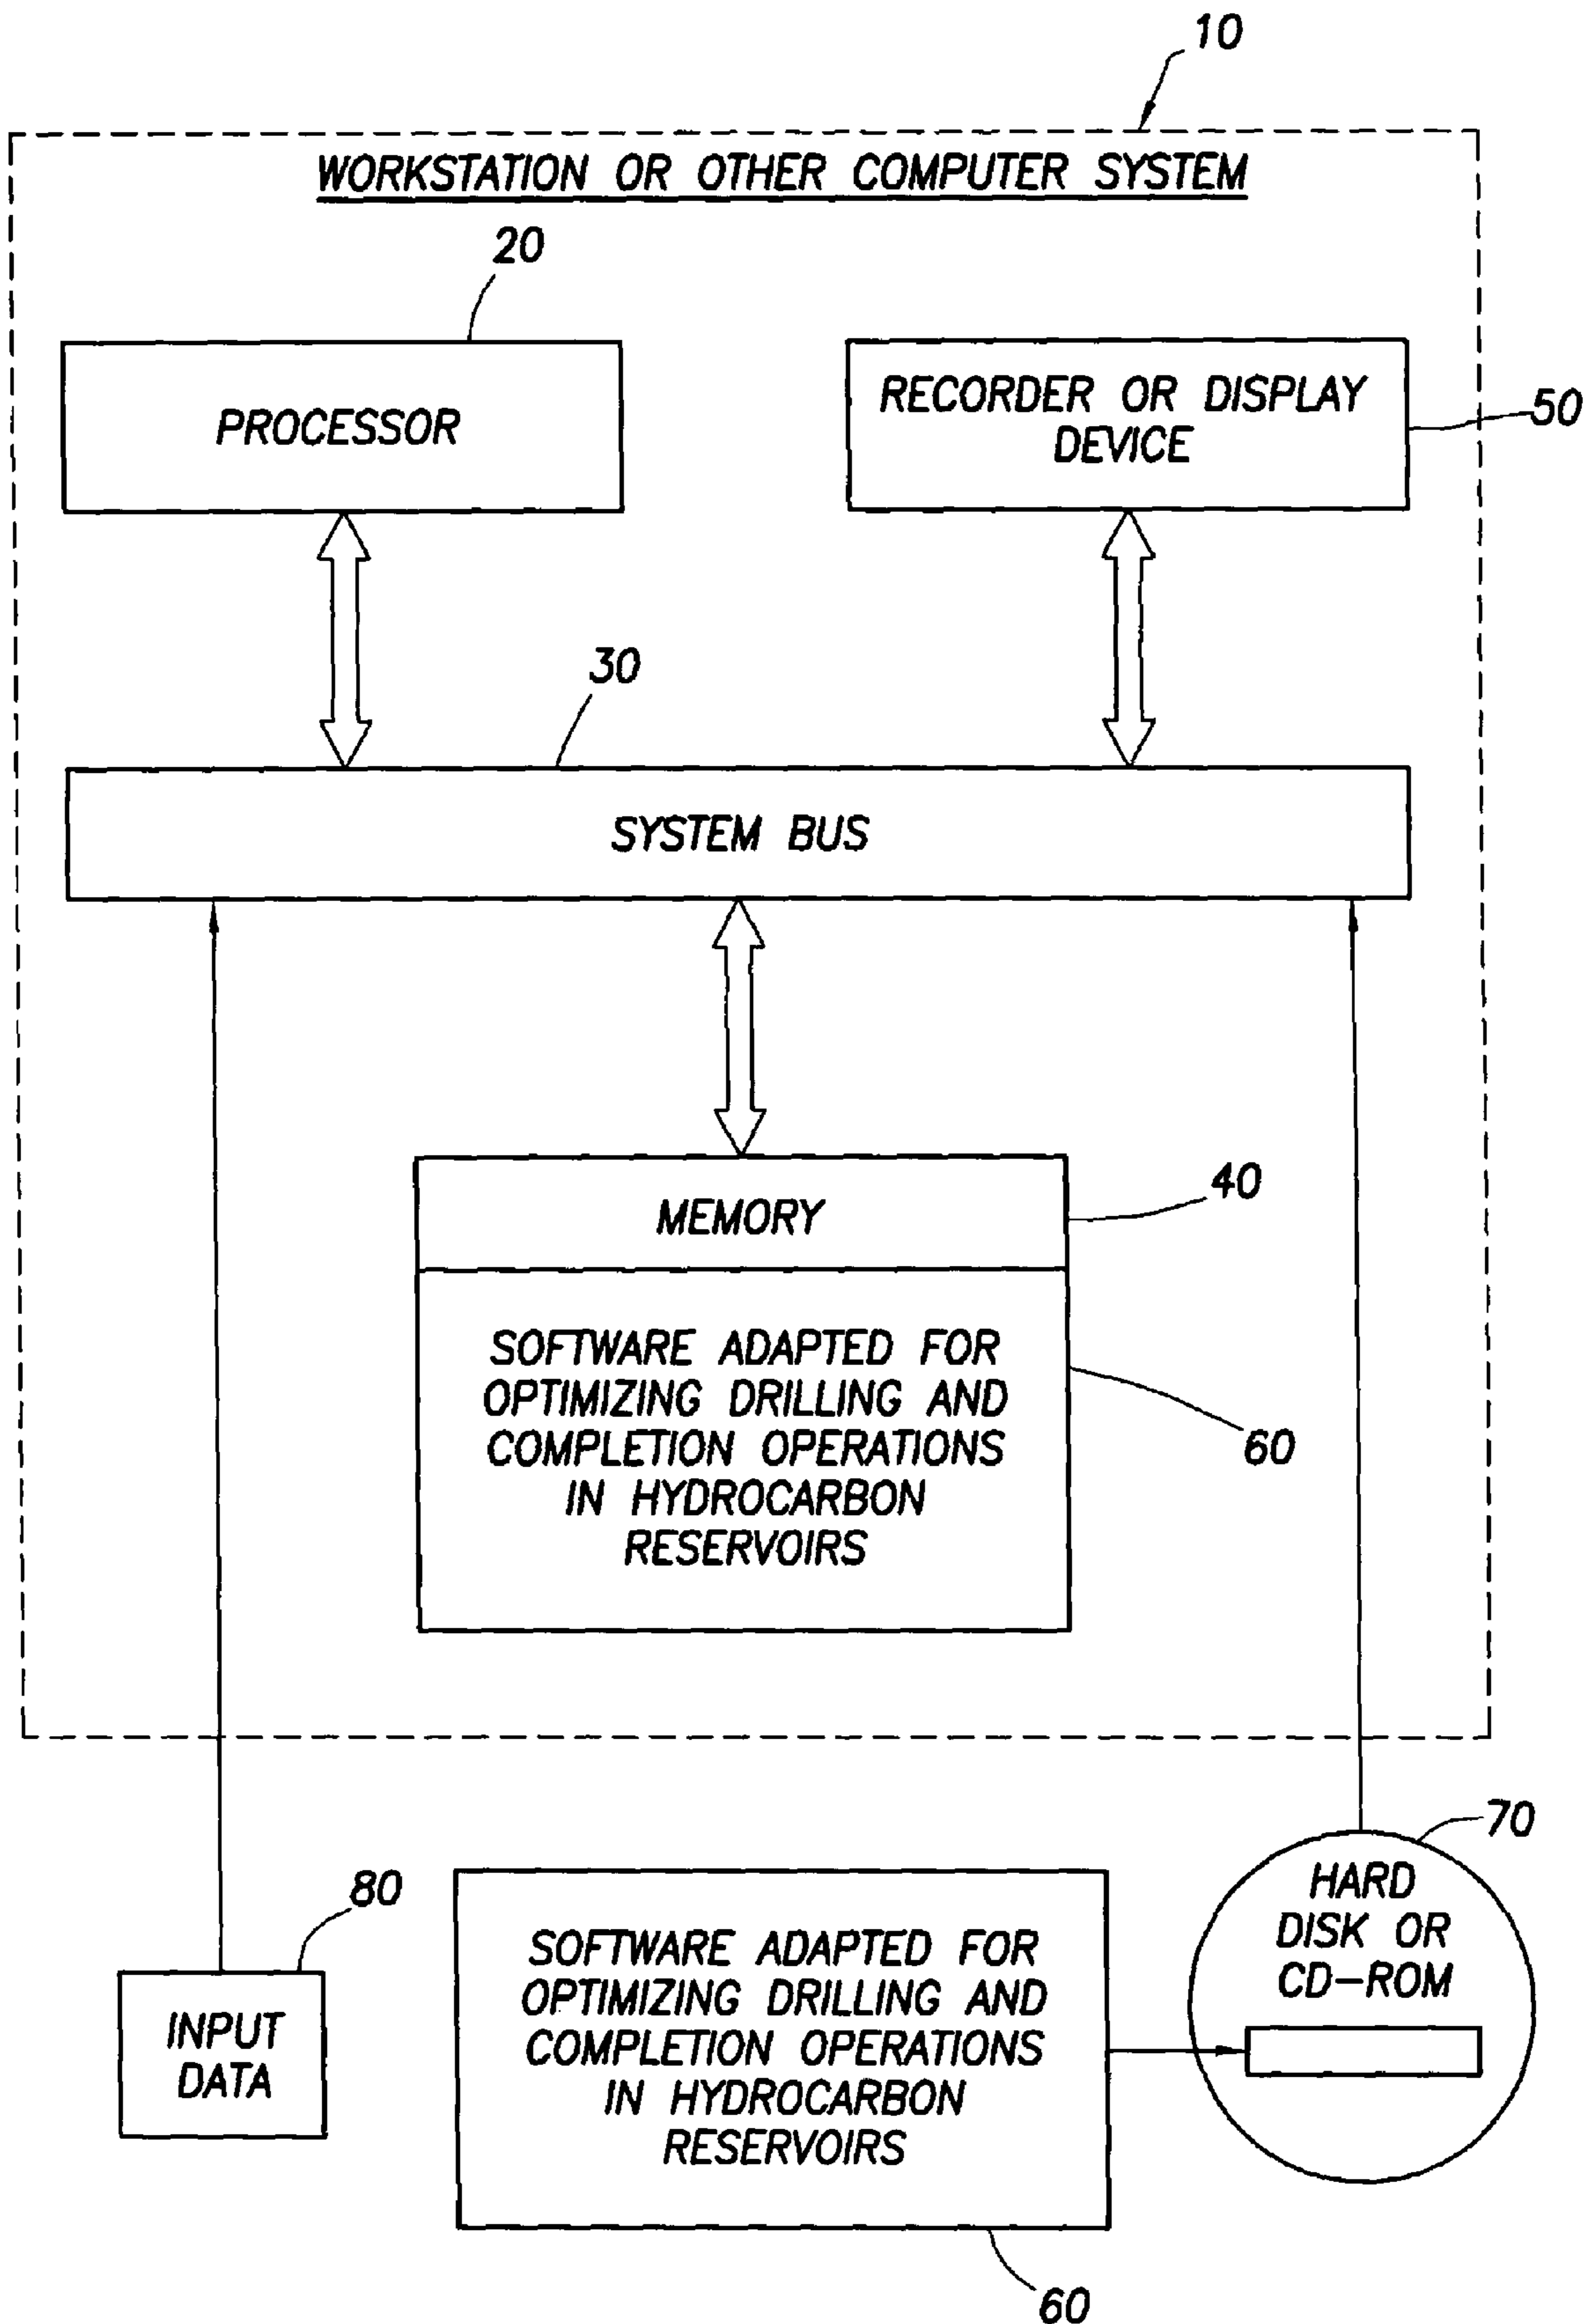 10
WORKSTATION OR OTHER COMPUTER SYSTEM
20
PROCESSOR
RECORDER OR DISPLAY
DEVICE
50
30
SYSTEM BUS
MEMORY
40
SOFTWARE ADAPTED FOR
OPTIMIZING DRILLING AND
COMPLETION OPERATIONS
IN HYDROCARBON
RESERVOIRS
60
70
HARD
DISK OR
CD-ROM
80
INPUT
DATA
SOFTWARE ADAPTED FOR
OPTIMIZING DRILLING AND
COMPLETION OPERATIONS
IN HYDROCARBON
RESERVOIRS
60